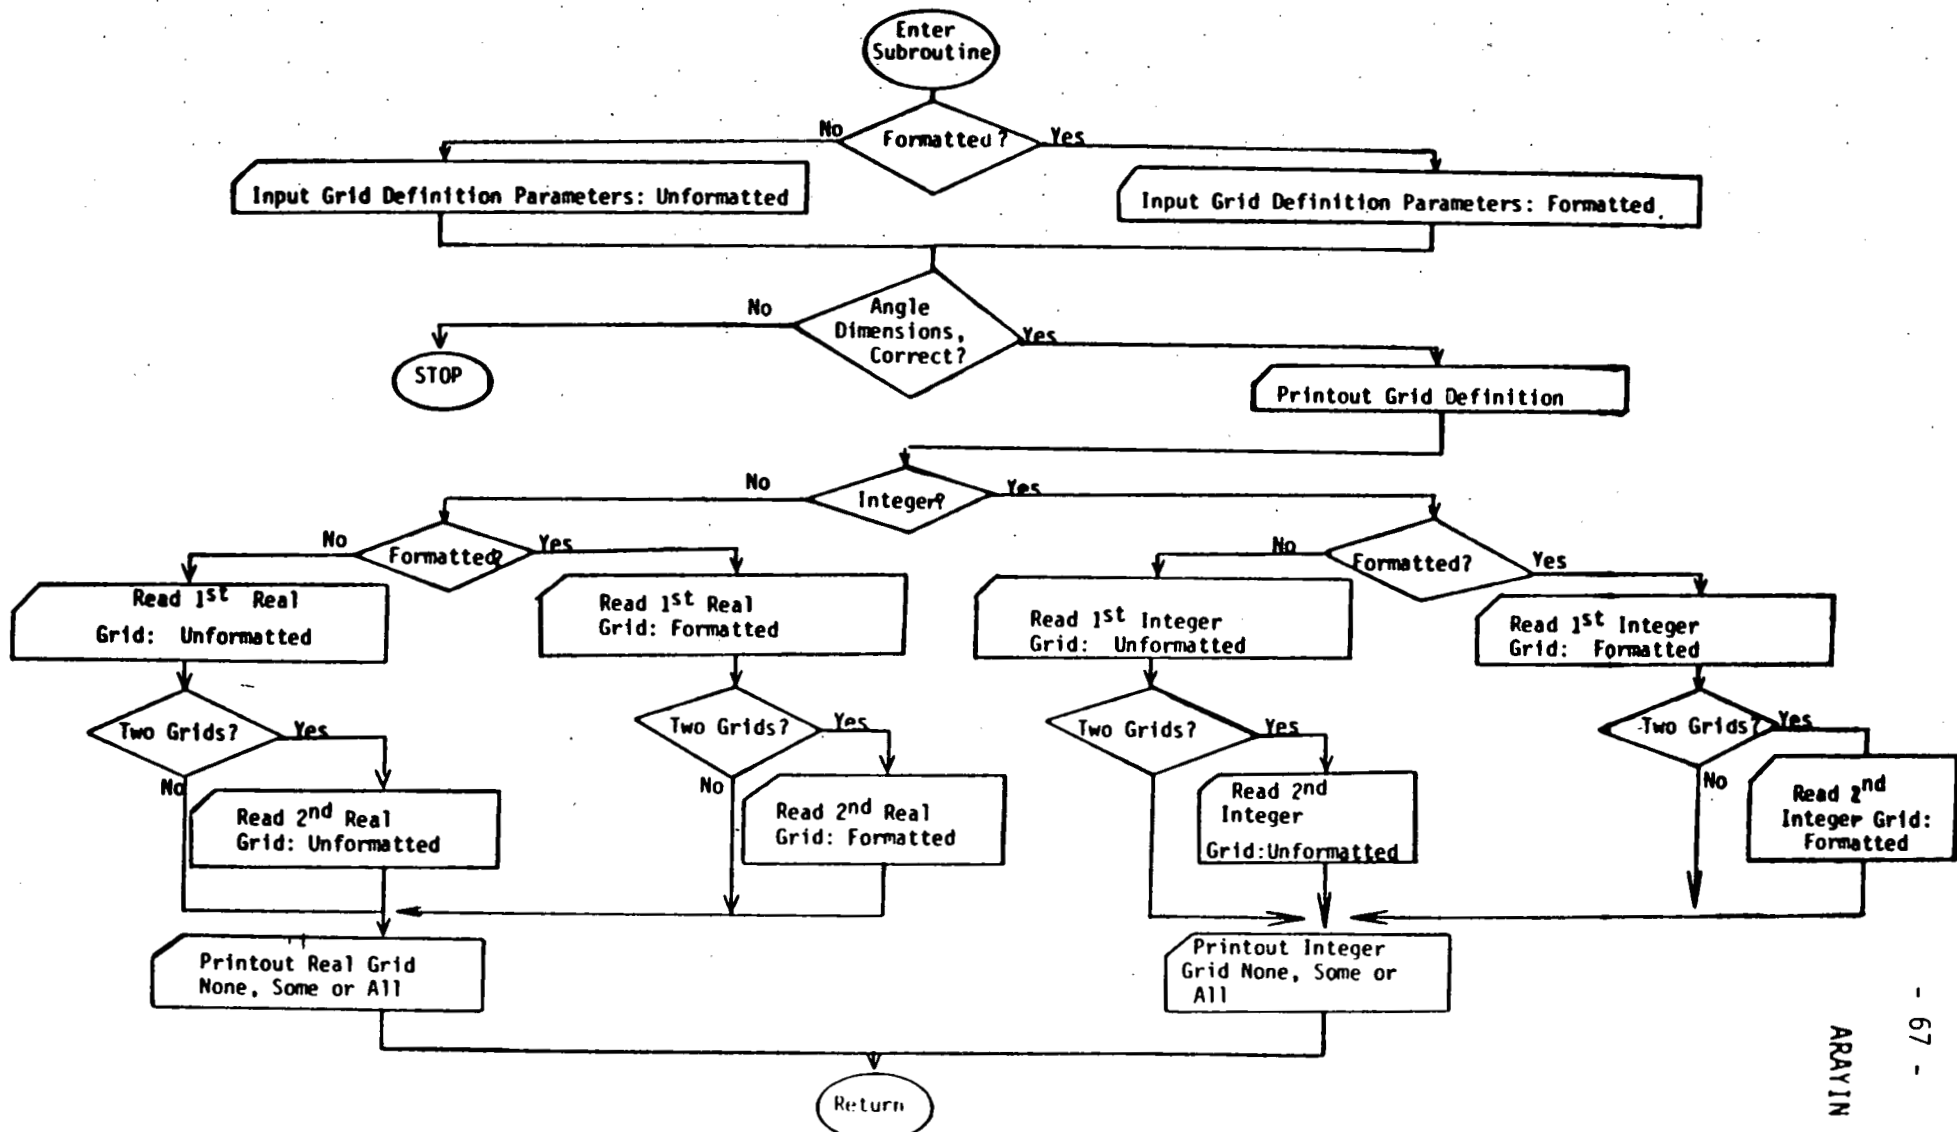 Enter
Subroutine
Formatted?
No
Yes
Input Grid Definition Parameters: Unformatted
Input Grid Definition Parameters: Formatted
Angle
Dimensions,
Correct?
No
Yes
STOP
Printout Grid Definition
Integer?
No
Yes
Formatted?
No
Yes
Formatted?
No
Yes
Read 1st Real
Grid: Unformatted
Read 1st Real
Grid: Formatted
Read 1st Integer
Grid: Unformatted
Read 1st Integer
Grid: Formatted
Two Grids?
Yes
No
Two Grids?
Yes
No
Two Grids?
Yes
Two Grids?
Yes
No
Read 2nd Real
Grid: Unformatted
Read 2nd Real
Grid: Formatted
Read 2nd
Integer
Grid:Unformatted
Read 2nd
Integer Grid:
Formatted
Printout Real Grid
None, Some or All
Printout Integer
Grid None, Some or
All
Return
- 67 -
ARAYIN